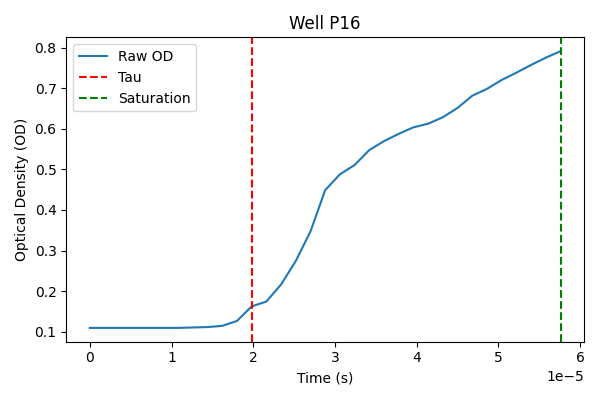 Well P16
Raw OD
Tau
Saturation
Optical Density (OD)
0.8
0.7
0.6
0.5
0.4
0.3
0.2
0.1
0 1 2 3 4 5 6
1e−5
Time (s)